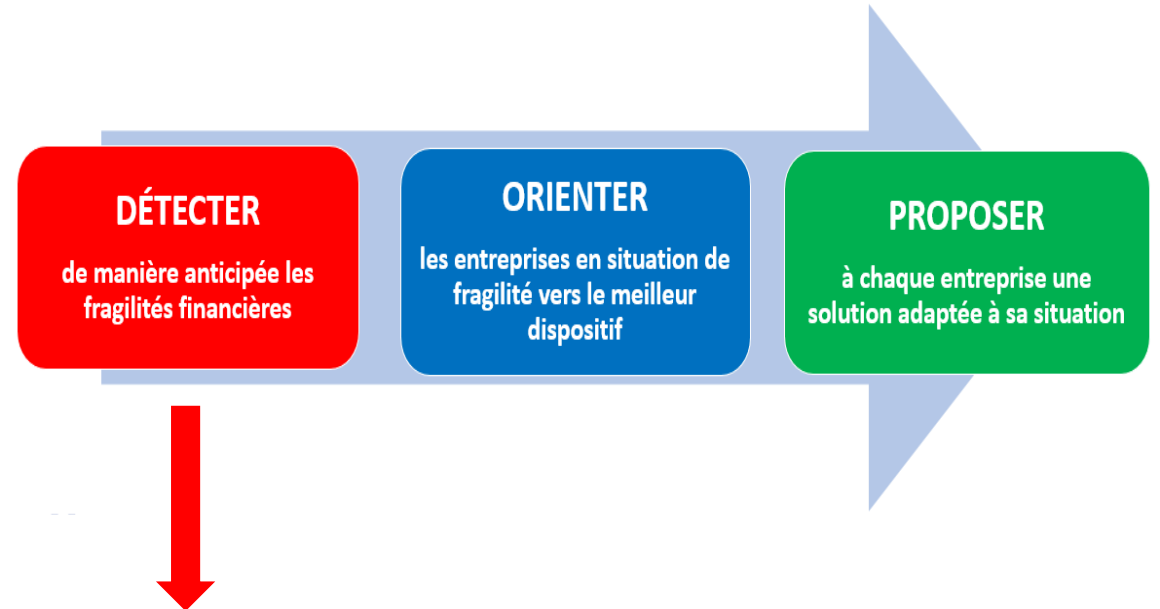 DÉTECTER
de manière anticipée les
fragilités financières
ORIENTER
les entreprises en situation de
fragilité vers le meilleur
dispositif
PROPOSER
à chaque entreprise une
solution adaptée à sa situation